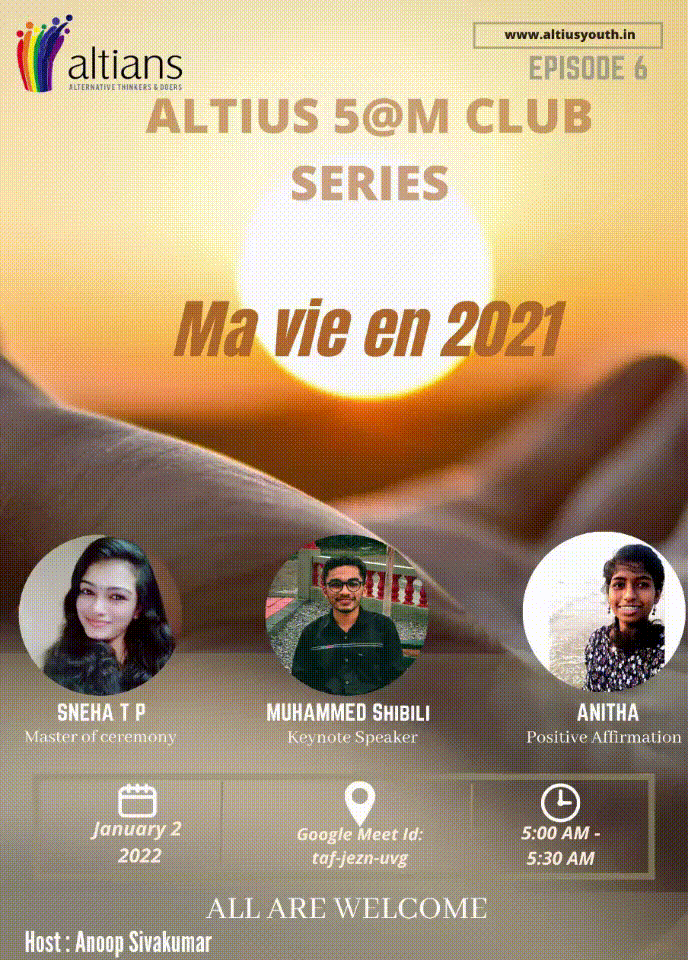 altians
ALTERNATIVE THINKERS & DOERS
www.altiusyouth.in
EPISODE 6
ALTIUS 5@M CLUB
SERIES
Ma vie en 2021
SNEHA T P
Master of ceremony
MUHAMMED SHIBILI
Keynote Speaker
ANITHA
Positive Affirmation
January 2
2022
Google Meet Id:
taf-jezn-uvg
5:00 AM -
5:30 AM
ALL ARE WELCOME
Host : Anoop Sivakumar